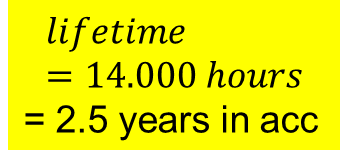 lifetime
= 14.000 hours
= 2.5 years in acc